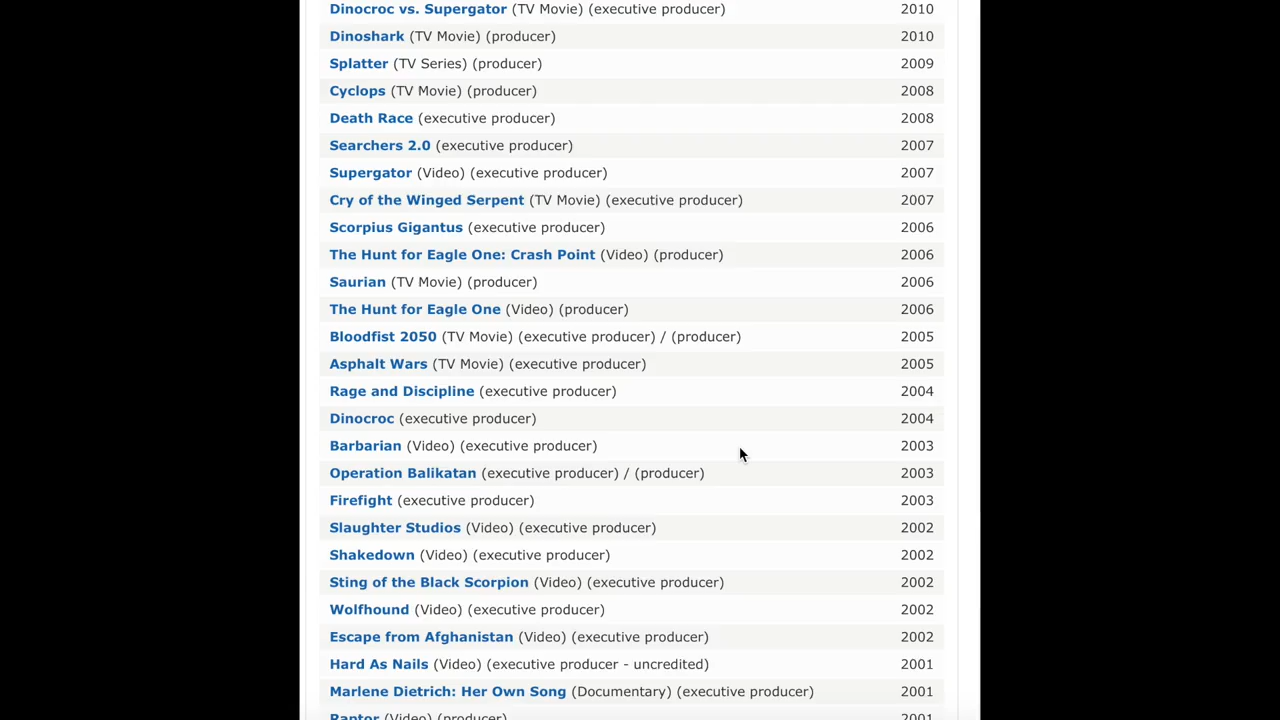 Dinocroc vs. Supergator (TV Movie) (executive producer) 2010
Dinoshark (TV Movie) (producer) 2010
Splatter (TV Series) (producer) 2009
Cyclops (TV Movie) (producer) 2008
Death Race (executive producer) 2008
Searchers 2.0 (executive producer) 2007
Supergator (Video) (executive producer) 2007
Cry of the Winged Serpent (TV Movie) (executive producer) 2007
Scorpius Gigantus (executive producer) 2006
The Hunt for Eagle One: Crash Point (Video) (producer) 2006
Saurian (TV Movie) (producer) 2006
The Hunt for Eagle One (Video) (producer) 2006
Bloodfist 2050 (TV Movie) (executive producer) / (producer) 2005
Asphalt Wars (TV Movie) (executive producer) 2005
Rage and Discipline (executive producer) 2004
Dinocroc (executive producer) 2004
Barbarian (Video) (executive producer) 2003
Operation Balikatan (executive producer) / (producer) 2003
Firefight (executive producer) 2003
Slaughter Studios (Video) (executive producer) 2002
Shakedown (Video) (executive producer) 2002
Sting of the Black Scorpion (Video) (executive producer) 2002
Wolfhound (Video) (executive producer) 2002
Escape from Afghanistan (Video) (executive producer) 2002
Hard As Nails (Video) (executive producer - uncredited) 2001
Marlene Dietrich: Her Own Song (Documentary) (executive producer) 2001
Raptor (Video) (producer) 2001